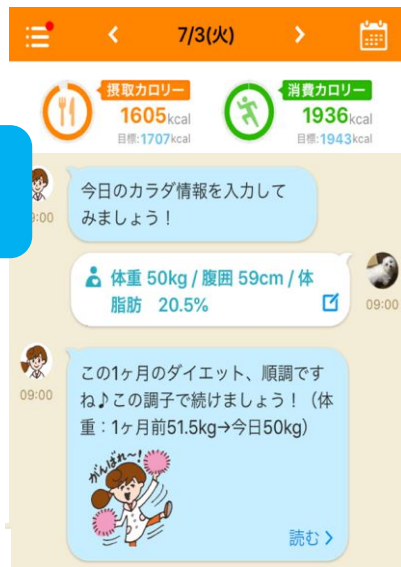 7/3(火)
摂取カロリー
1605kcal
目標:1707kcal
消費カロリー
1936kcal
目標:1943kcal
今日のカラダ情報を入力して
みましょう！
:00
体重 50kg / 腹囲 59cm / 体
脂肪　20.5%
09:00
この1ヶ月のダイエット、順調です
ね♪この調子で続けましょう！（体
重：1ヶ月前51.5kg→今日50kg）
09:00
がんばれ〜！
読む